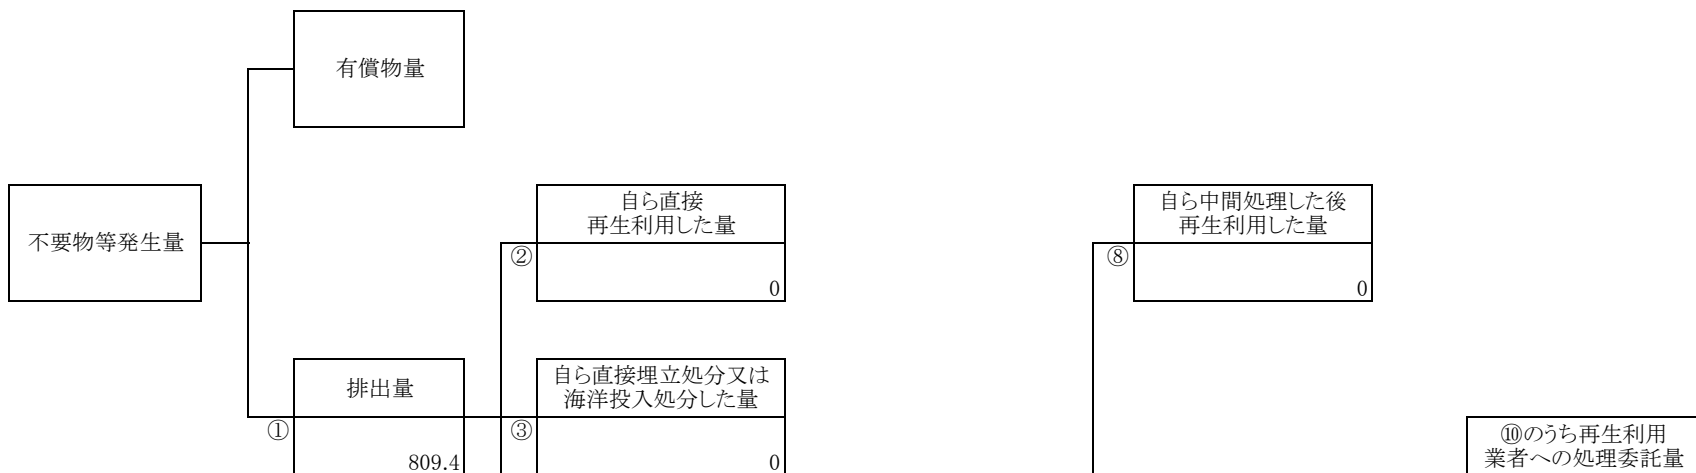 有償物量
不要物等発生量
自ら直接
再生利用した量
②
0
自ら中間処理した後
再生利用した量
⑧
0
排出量
①
809.4
自ら直接埋立処分又は
海洋投入処分した量
③
0
⑩のうち再生利用
業者への処理委託量